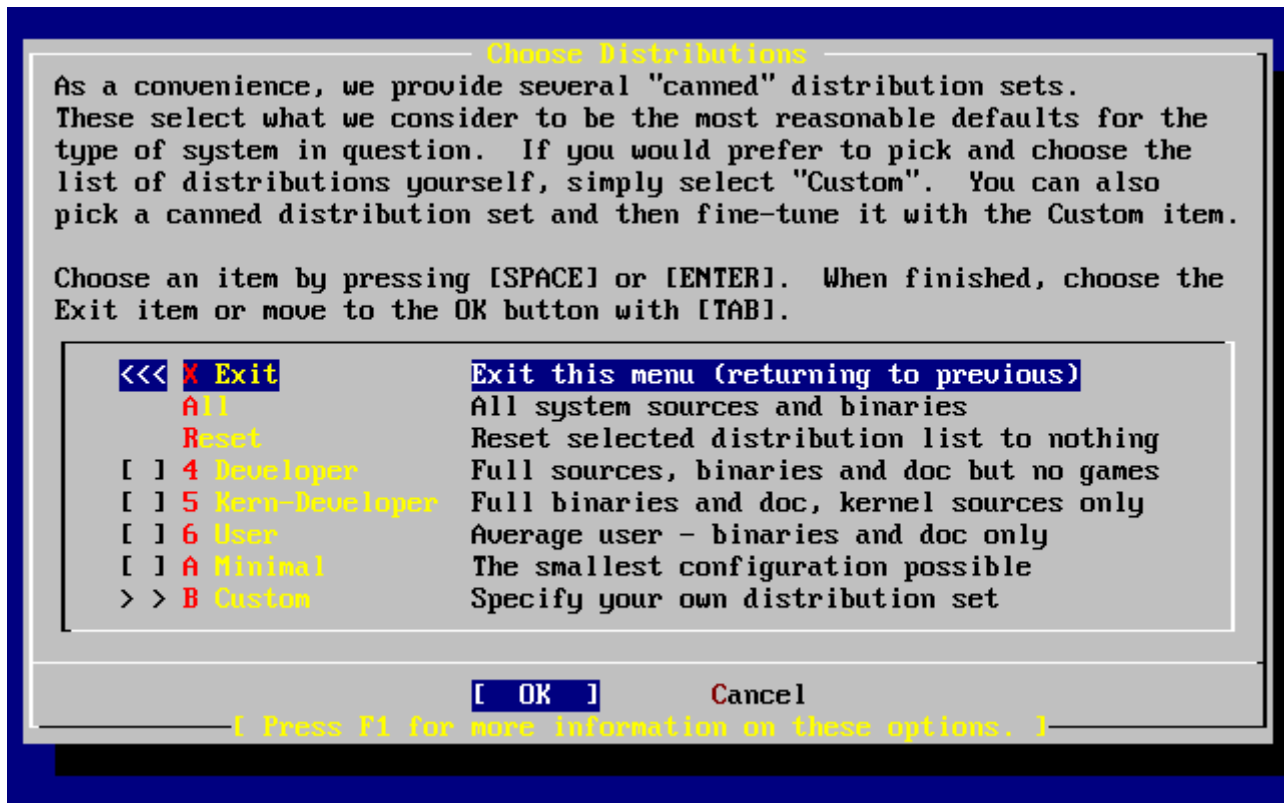 Choose Distributions
As a convenience, we provide several "canned" distribution sets.
These select what we consider to be the most reasonable defaults for the
type of system in question.  If you would prefer to pick and choose the
list of distributions yourself, simply select "Custom".  You can also
pick a canned distribution set and then fine-tune it with the Custom item.
Choose an item by pressing [SPACE] or [ENTER].  When finished, choose the
Exit item or move to the OK button with [TAB].
<<< X Exit Exit this menu (returning to previous)
All All system sources and binaries
Reset Reset selected distribution list to nothing
[ ] 4 Developer Full sources, binaries and doc but no games
[ ] 5 Kern-Developer Full binaries and doc, kernel sources only
[ ] 6 User Average user - binaries and doc only
[ ] A Minimal The smallest configuration possible
> > B Custom Specify your own distribution set
[ OK ] Cancel
[ Press F1 for more information on these options. ]